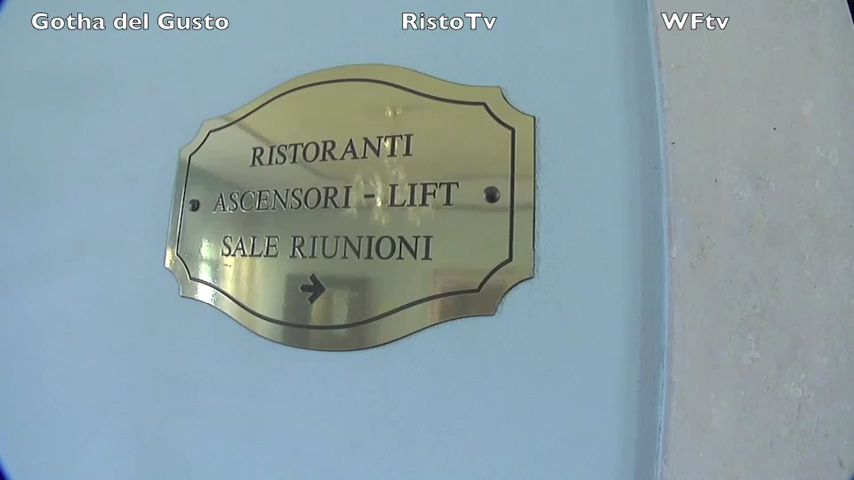 Gotha del Gusto RistoTv WFtv
RISTORANTI
ASCENSORI - LIFT
SALE RIUNIONI
→